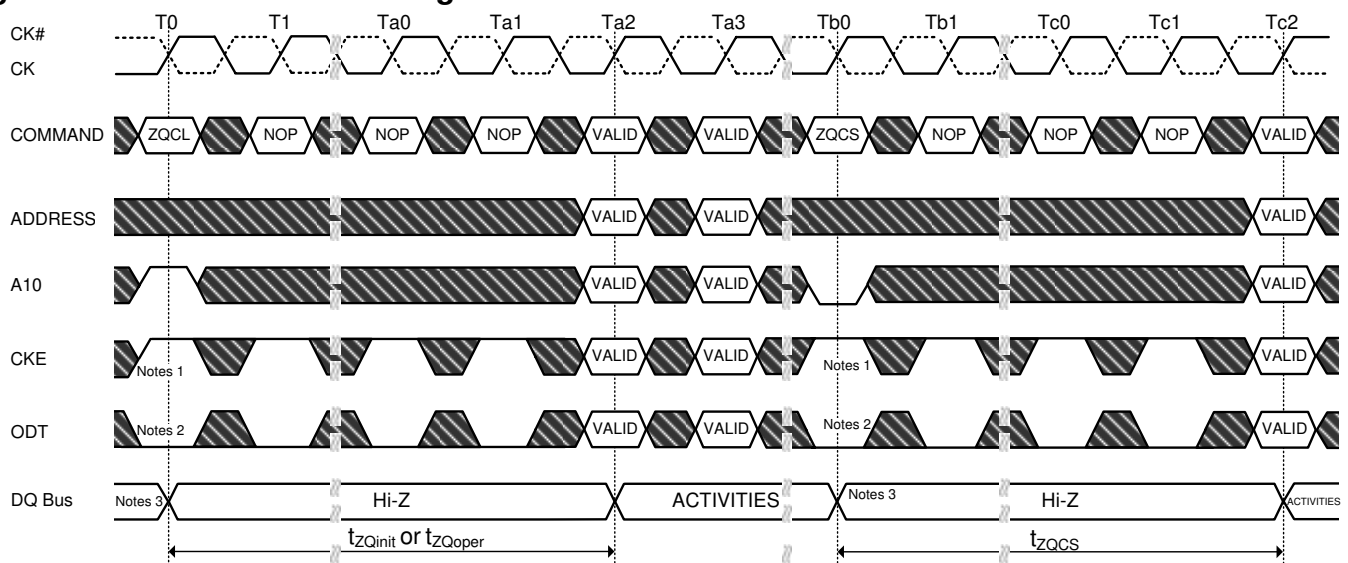 T0 T1 Ta0 Ta1 Ta2 Ta3 Tb0 Tb1 Tc0 Tc1 Tc2
CK#
CK
COMMAND ZQCL NOP NOP NOP VALID VALID ZQCS NOP NOP NOP VALID
ADDRESS VALID VALID VALID
A10 VALID VALID VALID
CKE Notes 1 VALID VALID Notes 1 VALID
ODT Notes 2 VALID VALID Notes 2 VALID
DQ Bus Notes 3 Hi-Z ACTIVITIES Notes 3 Hi-Z ACTIVITIES
tZQinit or tZQoper tZQCS